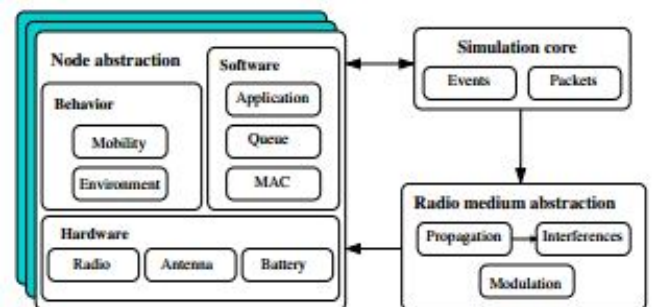 Node abstraction
Behavior
Mobility
Environment
Software
Application
Queue
MAC
Hardware
Radio
Antenna
Battery
Simulation core
Events
Packets
Radio medium abstraction
Propagation
Interferences
Modulation